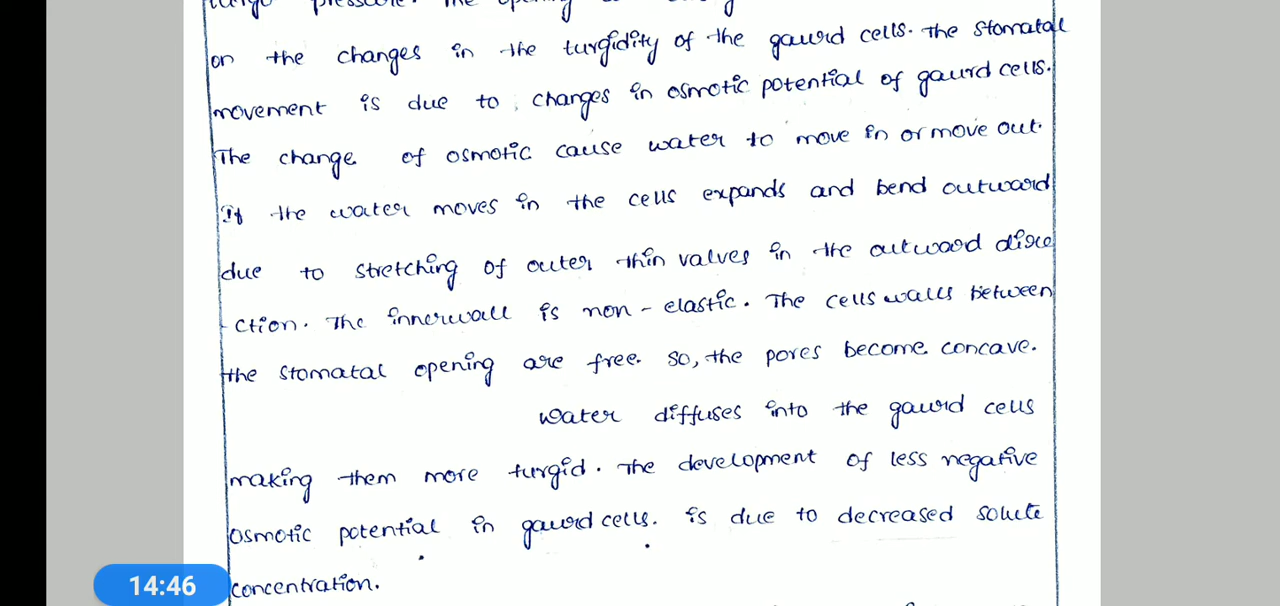 on the changes in the turgidity of the gaurd cells. The stomatal
movement is due to changes in osmotic potential of gaurd cells.
The change of osmotic cause water to move in or move out.
If the water moves in the cells expands and bend outward
due to stretching of outer thin valves in the outward dire
-ction. The innerwall is non-elastic. The cells walls between
the stomatal opening are free. So, the pores become concave.
Water diffuses into the gaurd cells
making them more turgid. The development of less negative
osmotic potential in gaurd cells. is due to decreased solute
concentration.
14:46